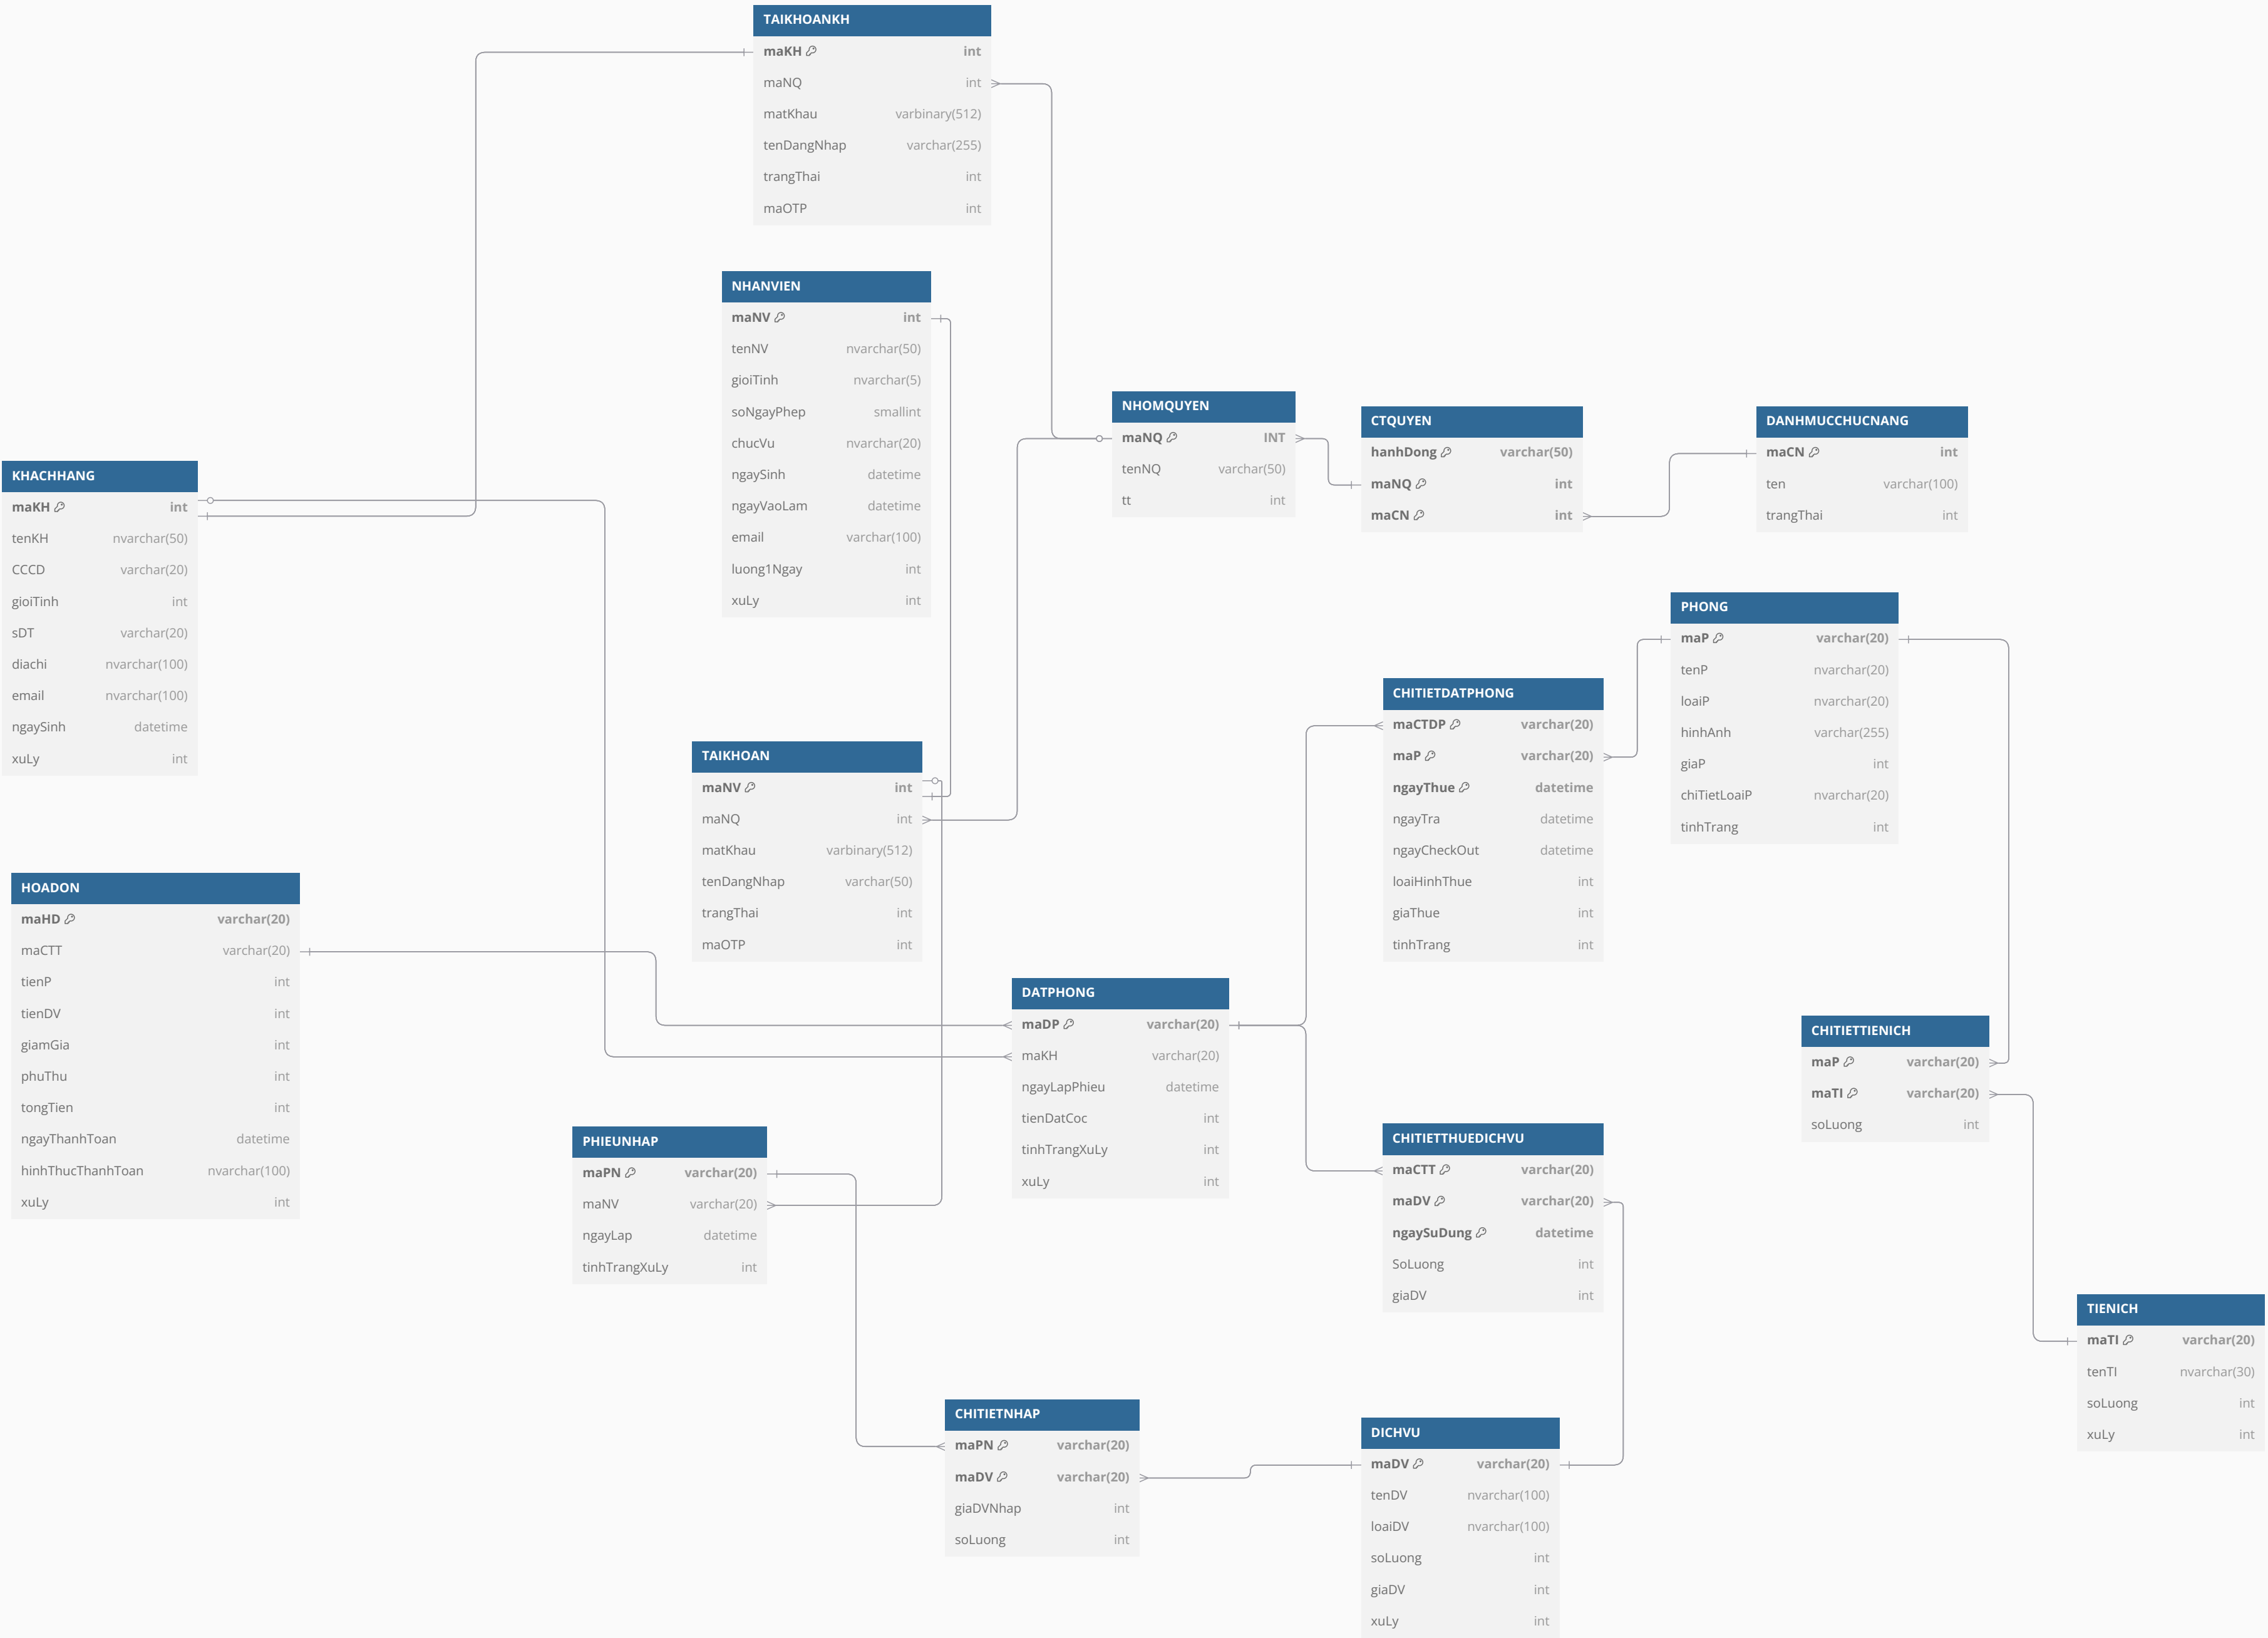 TAIKHOANKH
maKH int
maNQ int
matKhau varbinary(512)
tenDangNhap varchar(255)
trangThai int
maOTP int
NHANVIEN
maNV int
tenNV nvarchar(50)
gioiTinh nvarchar(5)
soNgayPhep smallint
chucVu nvarchar(20)
ngaySinh datetime
ngayVaoLam datetime
email varchar(100)
luong1Ngay int
xuLy int
NHOMQUYEN
maNQ INT
tenNQ varchar(50)
tt int
CTQUYEN
hanhDong varchar(50)
maNQ int
maCN int
DANHMUCCHUCNANG
maCN int
ten varchar(100)
trangThai int
KHACHHANG
maKH int
tenKH nvarchar(50)
CCCD varchar(20)
gioiTinh int
sDT varchar(20)
diachi nvarchar(100)
email nvarchar(100)
ngaySinh datetime
xuLy int
PHONG
maP varchar(20)
tenP nvarchar(20)
loaiP nvarchar(20)
hinhAnh varchar(255)
giaP int
chiTietLoaiP nvarchar(20)
tinhTrang int
CHITIETDATPHONG
maCTDP varchar(20)
maP varchar(20)
ngayThue datetime
ngayTra datetime
ngayCheckOut datetime
loaiHinhThue int
giaThue int
tinhTrang int
TAIKHOAN
maNV int
maNQ int
matKhau varbinary(512)
tenDangNhap varchar(50)
trangThai int
maOTP int
HOADON
maHD varchar(20)
maCTT varchar(20)
tienP int
tienDV int
giamGia int
phuThu int
tongTien int
ngayThanhToan datetime
hinhThucThanhToan nvarchar(100)
xuLy int
DATPHONG
maDP varchar(20)
maKH varchar(20)
ngayLapPhieu datetime
tienDatCoc int
tinhTrangXuLy int
xuLy int
CHITIETTIENICH
maP varchar(20)
maTI varchar(20)
soLuong int
PHIEUNHAP
maPN varchar(20)
maNV varchar(20)
ngayLap datetime
tinhTrangXuLy int
CHITIETTHUEDICHVU
maCTT varchar(20)
maDV varchar(20)
ngaySuDung datetime
SoLuong int
giaDV int
TIENICH
maTI varchar(20)
tenTI nvarchar(30)
soLuong int
xuLy int
CHITIETNHAP
maPN varchar(20)
maDV varchar(20)
giaDVNhap int
soLuong int
DICHVU
maDV varchar(20)
tenDV nvarchar(100)
loaiDV nvarchar(100)
soLuong int
giaDV int
xuLy int